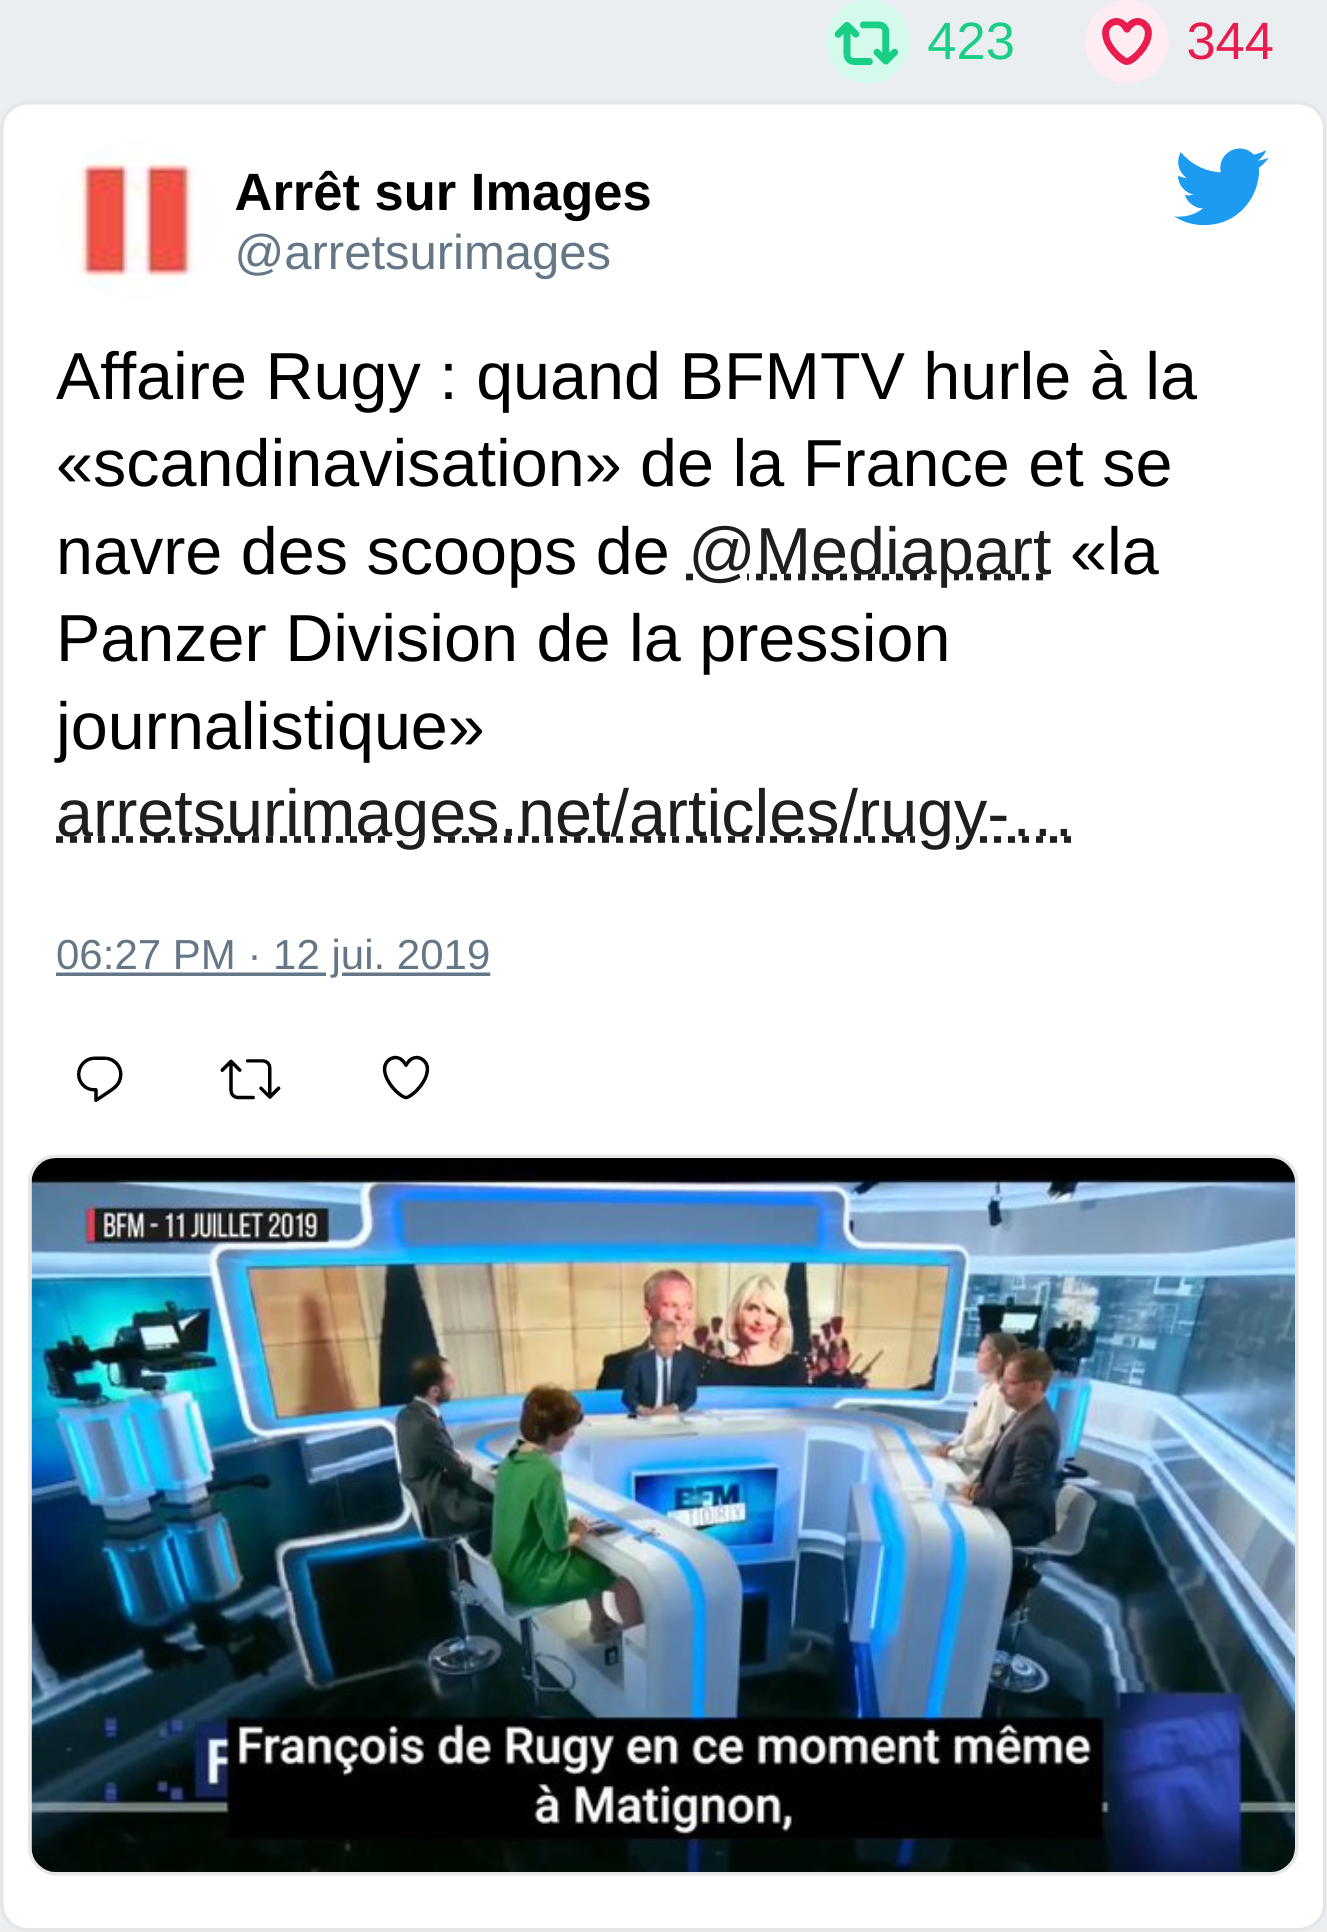 423 344
Arrêt sur Images
@arretsurimages
Affaire Rugy : quand BFMTV hurle à la
«scandinavisation» de la France et se
navre des scoops de @Mediapart «la
Panzer Division de la pression
journalistique»
arretsurimages.net/articles/rugy-…
06:27 PM · 12 jui. 2019
BFM - 11 JUILLET 2019
BFM
STORY
F
François de Rugy en ce moment même
à Matignon,